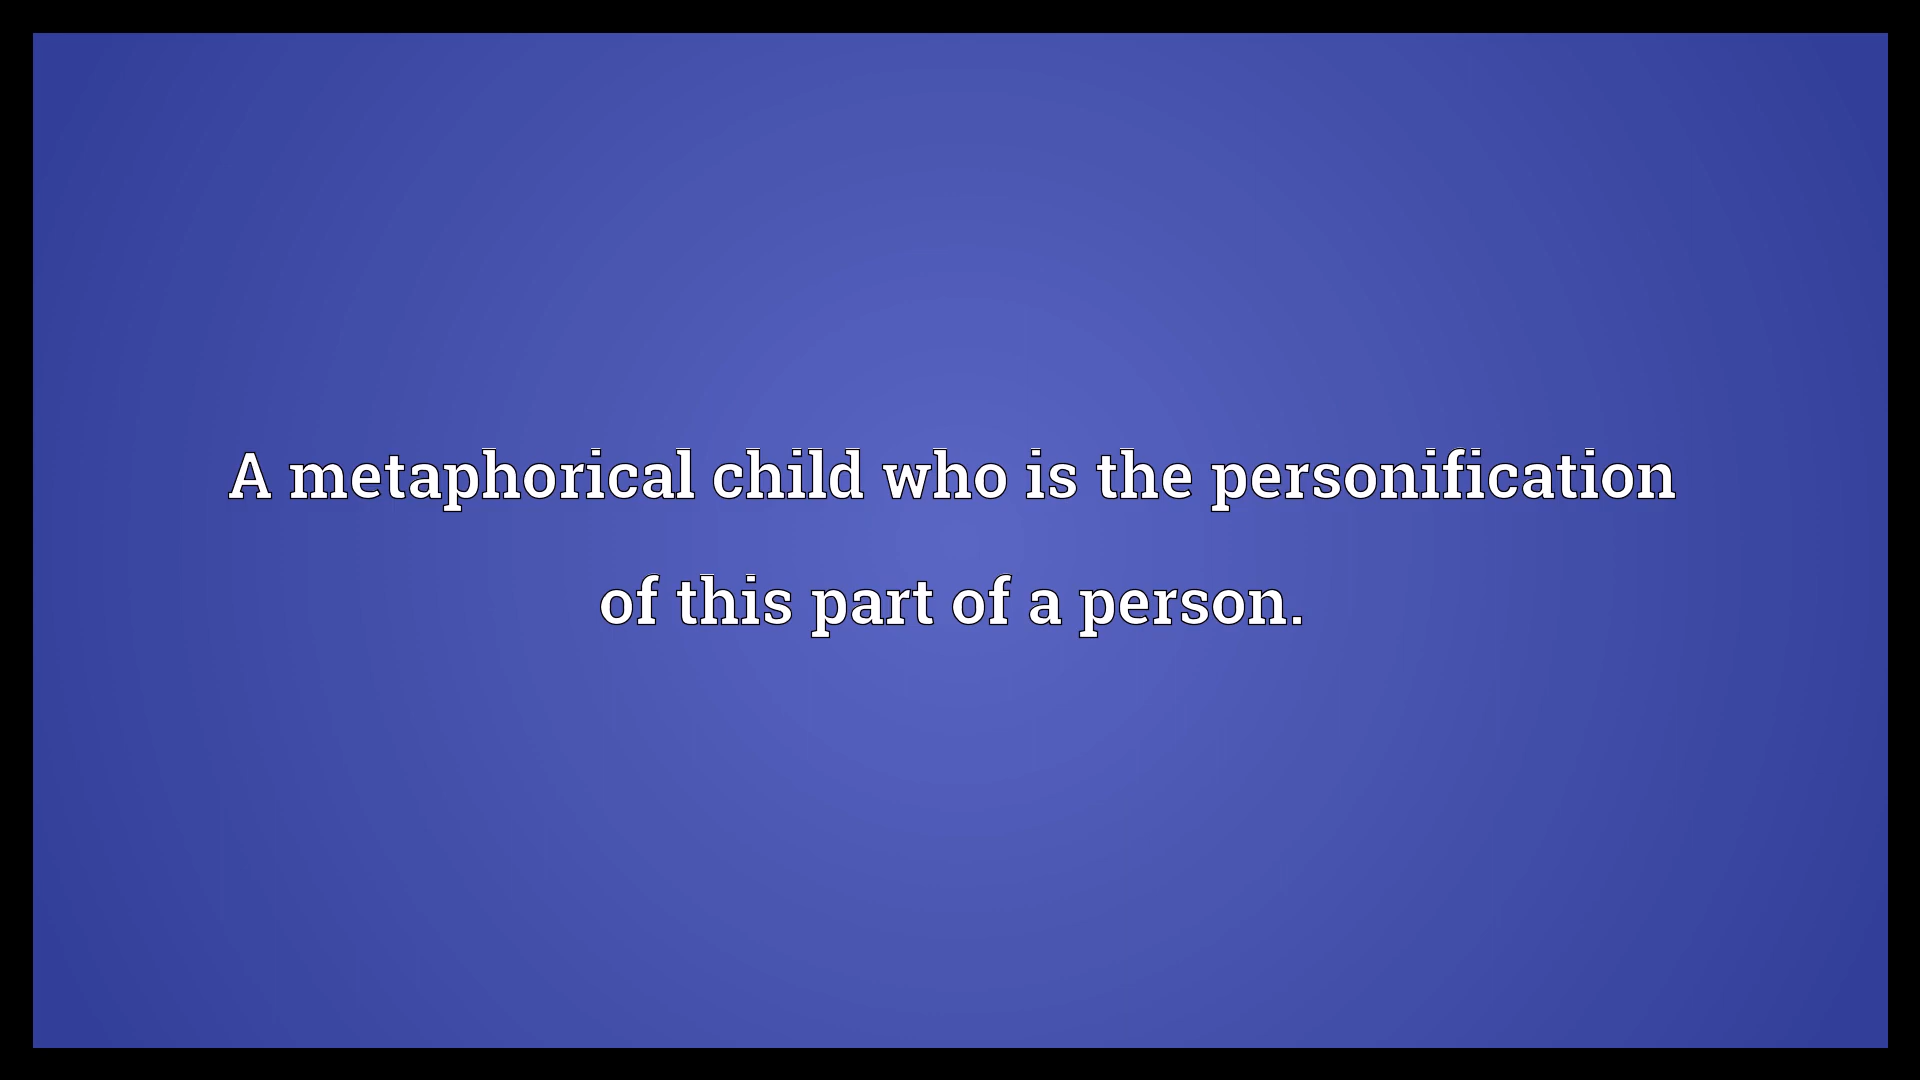 A metaphorical child who is the personification
of this part of a person.